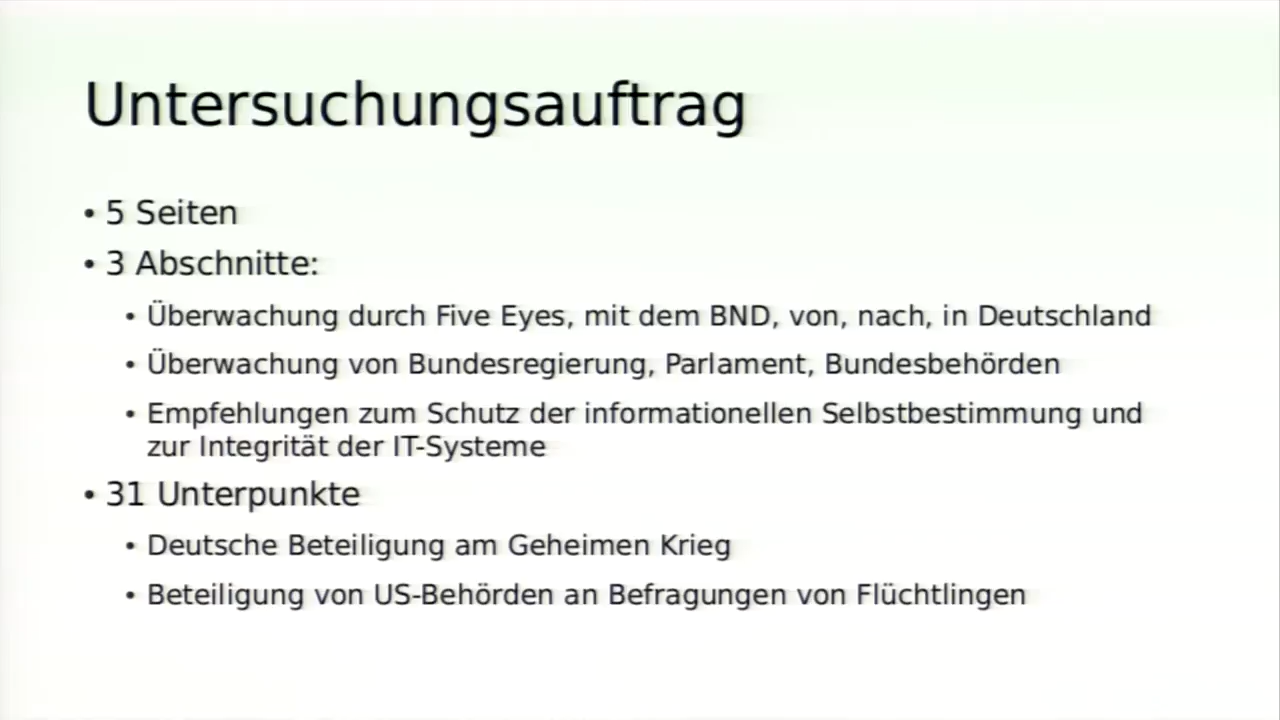 Untersuchungsauftrag
• 5 Seiten
• 3 Abschnitte:
• Überwachung durch Five Eyes, mit dem BND, von, nach, in Deutschland
• Überwachung von Bundesregierung, Parlament, Bundesbehörden
• Empfehlungen zum Schutz der informationellen Selbstbestimmung und
zur Integrität der IT-Systeme
• 31 Unterpunkte
• Deutsche Beteiligung am Geheimen Krieg
• Beteiligung von US-Behörden an Befragungen von Flüchtlingen